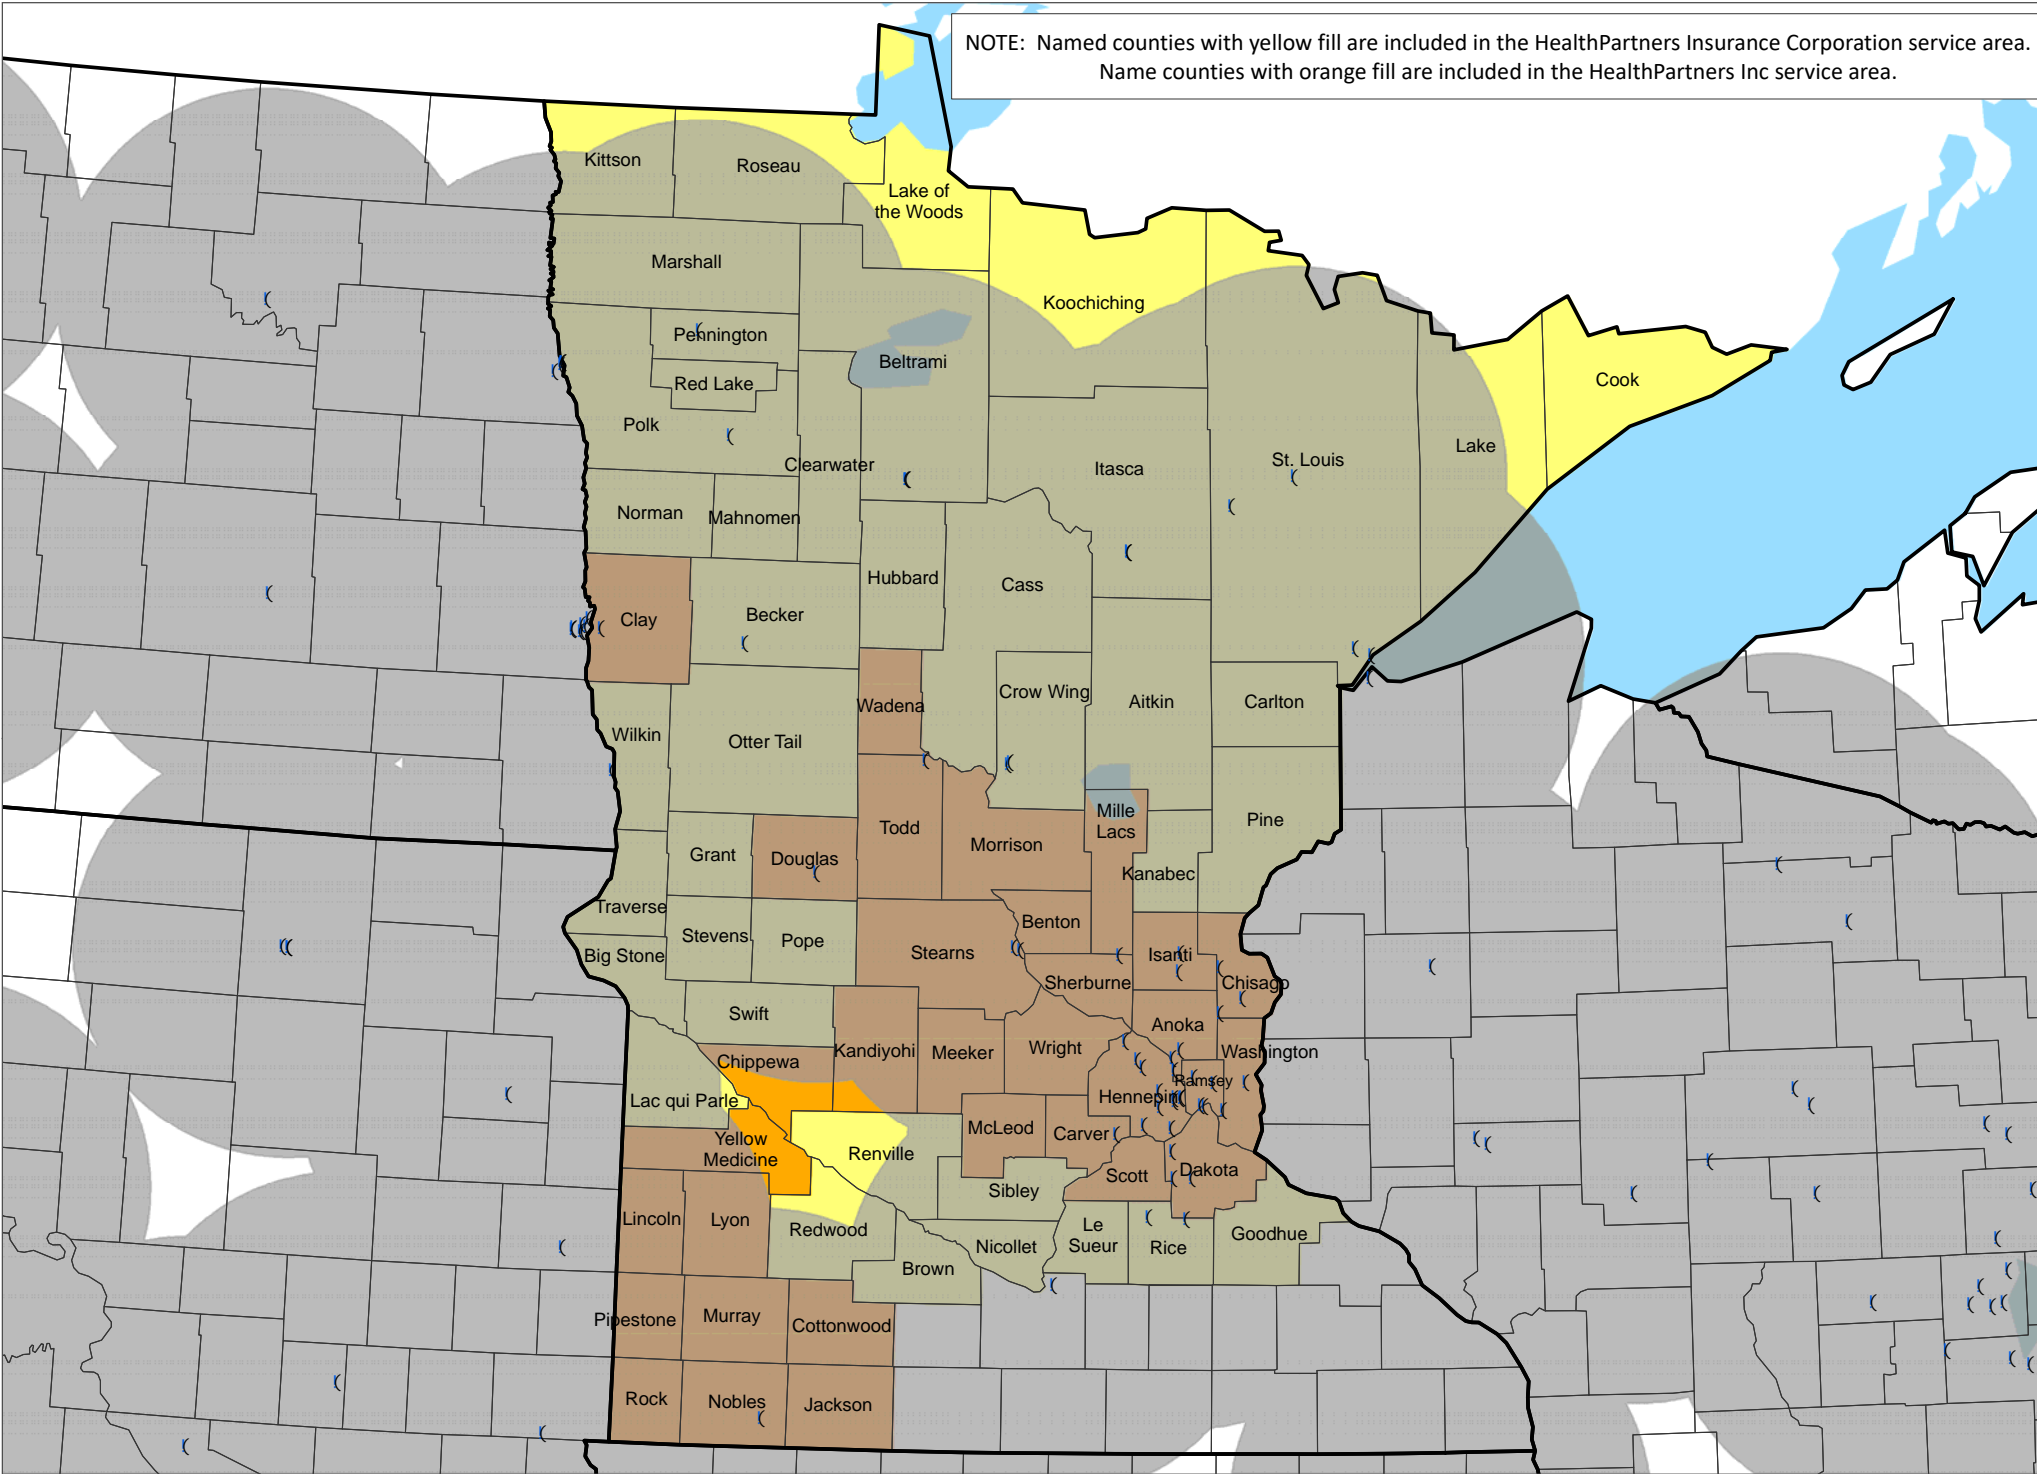 NOTE: Named counties with yellow fill are included in the HealthPartners Insurance Corporation service area.
Name counties with orange fill are included in the HealthPartners Inc service area.
Kittson
Roseau
Lake of
the Woods
Marshall
Koochiching
Pennington
Beltrami
Red Lake
Cook
Polk
Lake
Clearwater
Itasca
St. Louis
Norman
Mahnomen
Hubbard
Cass
Clay
Becker
Crow Wing
Wadena
Aitkin
Carlton
Wilkin
Otter Tail
Mille
Lacs
Pine
Todd
Morrison
Grant
Douglas
Kanabec
Traverse
Benton
Stevens
Pope
Stearns
Isanti
Big Stone
Sherburne
Chisago
Swift
Anoka
Chippewa
Kandiyohi
Meeker
Wright
Washington
Ramsey
Lac qui Parle
Hennepin
McLeod
Carver
Yellow
Medicine
Renville
Scott
Dakota
Sibley
Lincoln
Lyon
Redwood
Le
Sueur
Rice
Goodhue
Nicollet
Brown
Pipestone
Murray
Cottonwood
Rock
Nobles
Jackson